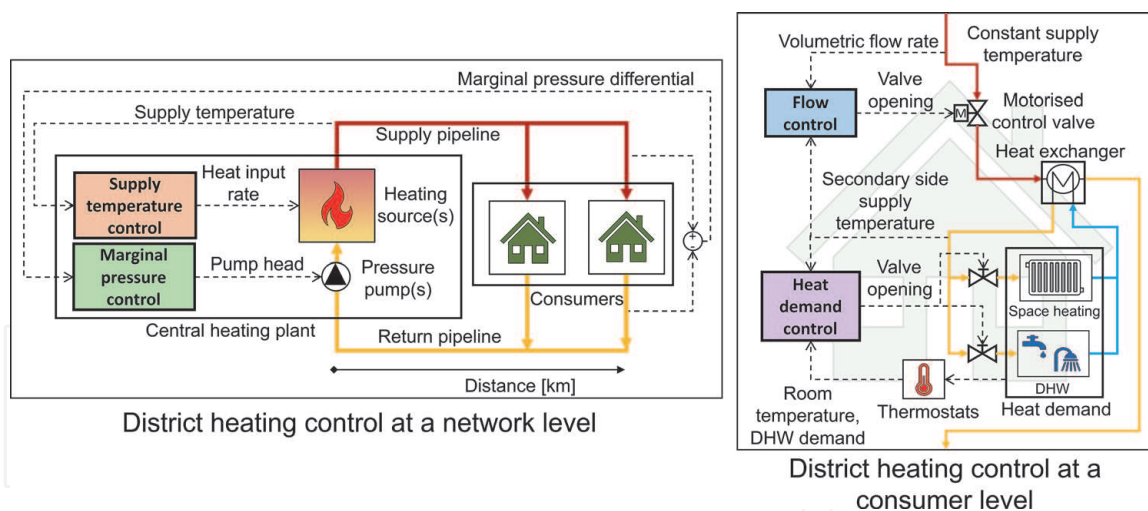 Marginal pressure differential
Supply temperature
Supply pipeline
Supply
temperature
control
Heat input
rate
Heating
source(s)
Marginal
pressure
control
Pump head
Pressure
pump(s)
Consumers
Central heating plant
Return pipeline
Distance [km]
District heating control at a network level
Constant supply
temperature
Volumetric flow rate
Flow
control
Valve
opening
M
Motorised
control valve
Heat exchanger
M
Secondary side
supply
temperature
Heat
demand
control
Valve
opening
Space heating
DHW
Heat demand
Thermostats
Room
temperature,
DHW demand
District heating control at a
consumer level